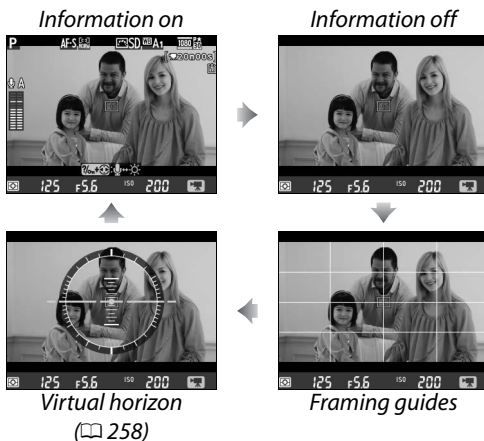 Information on
Information off
P AF-S SD WB A1 1080
[20m00s]
A
125 F5.6 ISO 200
125 F5.6 ISO 200
125 F5.6 ISO 200
125 F5.6 ISO 200
Virtual horizon
Framing guides
(258)